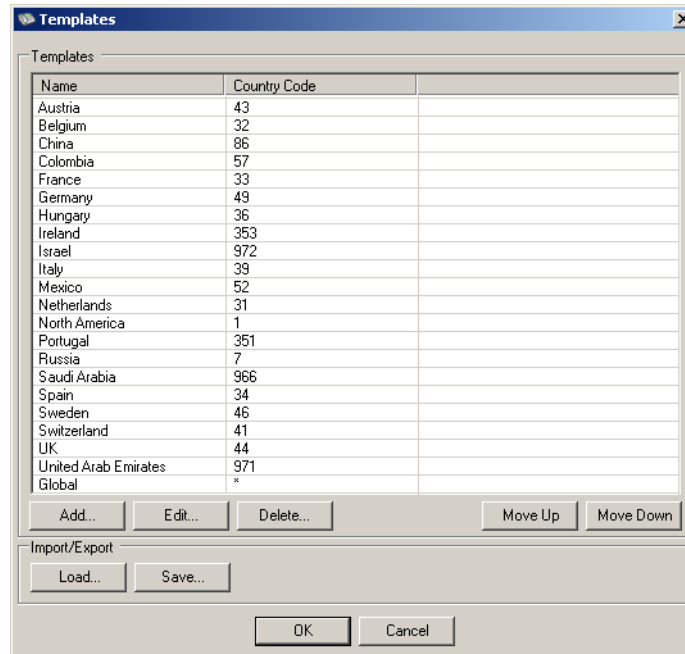 Templates
Templates
Name Country Code
Austria 43
Belgium 32
China 86
Colombia 57
France 33
Germany 49
Hungary 36
Ireland 353
Israel 972
Italy 39
Mexico 52
Netherlands 31
North America 1
Portugal 351
Russia 7
Saudi Arabia 966
Spain 34
Sweden 46
Switzerland 41
UK 44
United Arab Emirates 971
Global *
Add... Edit... Delete... Move Up Move Down
Import/Export
Load... Save...
OK Cancel